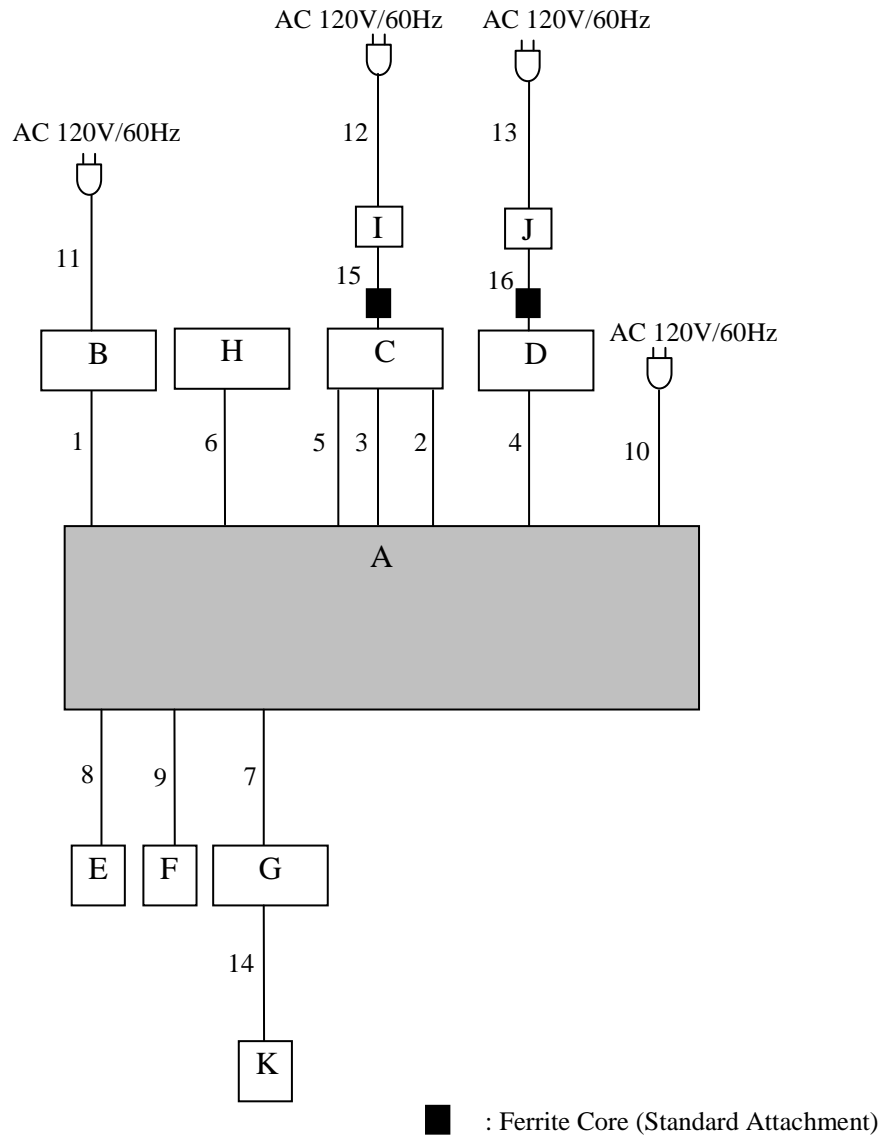 AC 120V/60Hz
AC 120V/60Hz
12
13
AC 120V/60Hz
I
J
11
15
16
AC 120V/60Hz
B
H
C
D
1
6
5
3
2
4
10
A
8
9
7
E
F
G
14
K
: Ferrite Core (Standard Attachment)